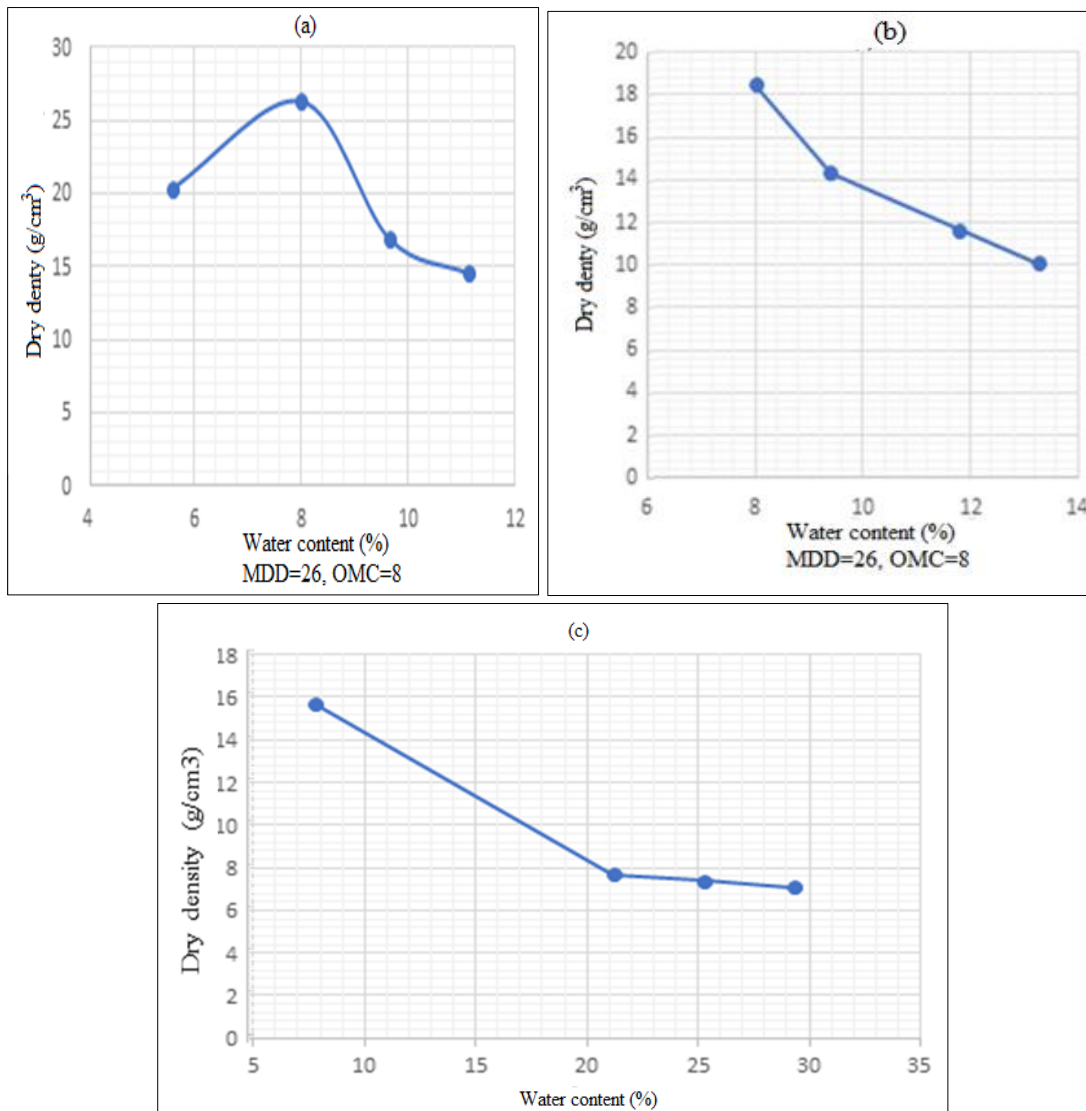 (a)
30
25
20
15
10
5
0
4 6 8 10 12
Dry denty (g/cm³)
Water content (%)
MDD=26, OMC=8
(b)
20
18
16
14
12
10
8
6
4
2
0
6 8 10 12 14
Dry denty (g/cm³)
Water content (%)
MDD=26, OMC=8
(c)
18
16
14
12
10
8
6
4
2
0
5 10 15 20 25 30 35
Dry density (g/cm3)
Water content (%)